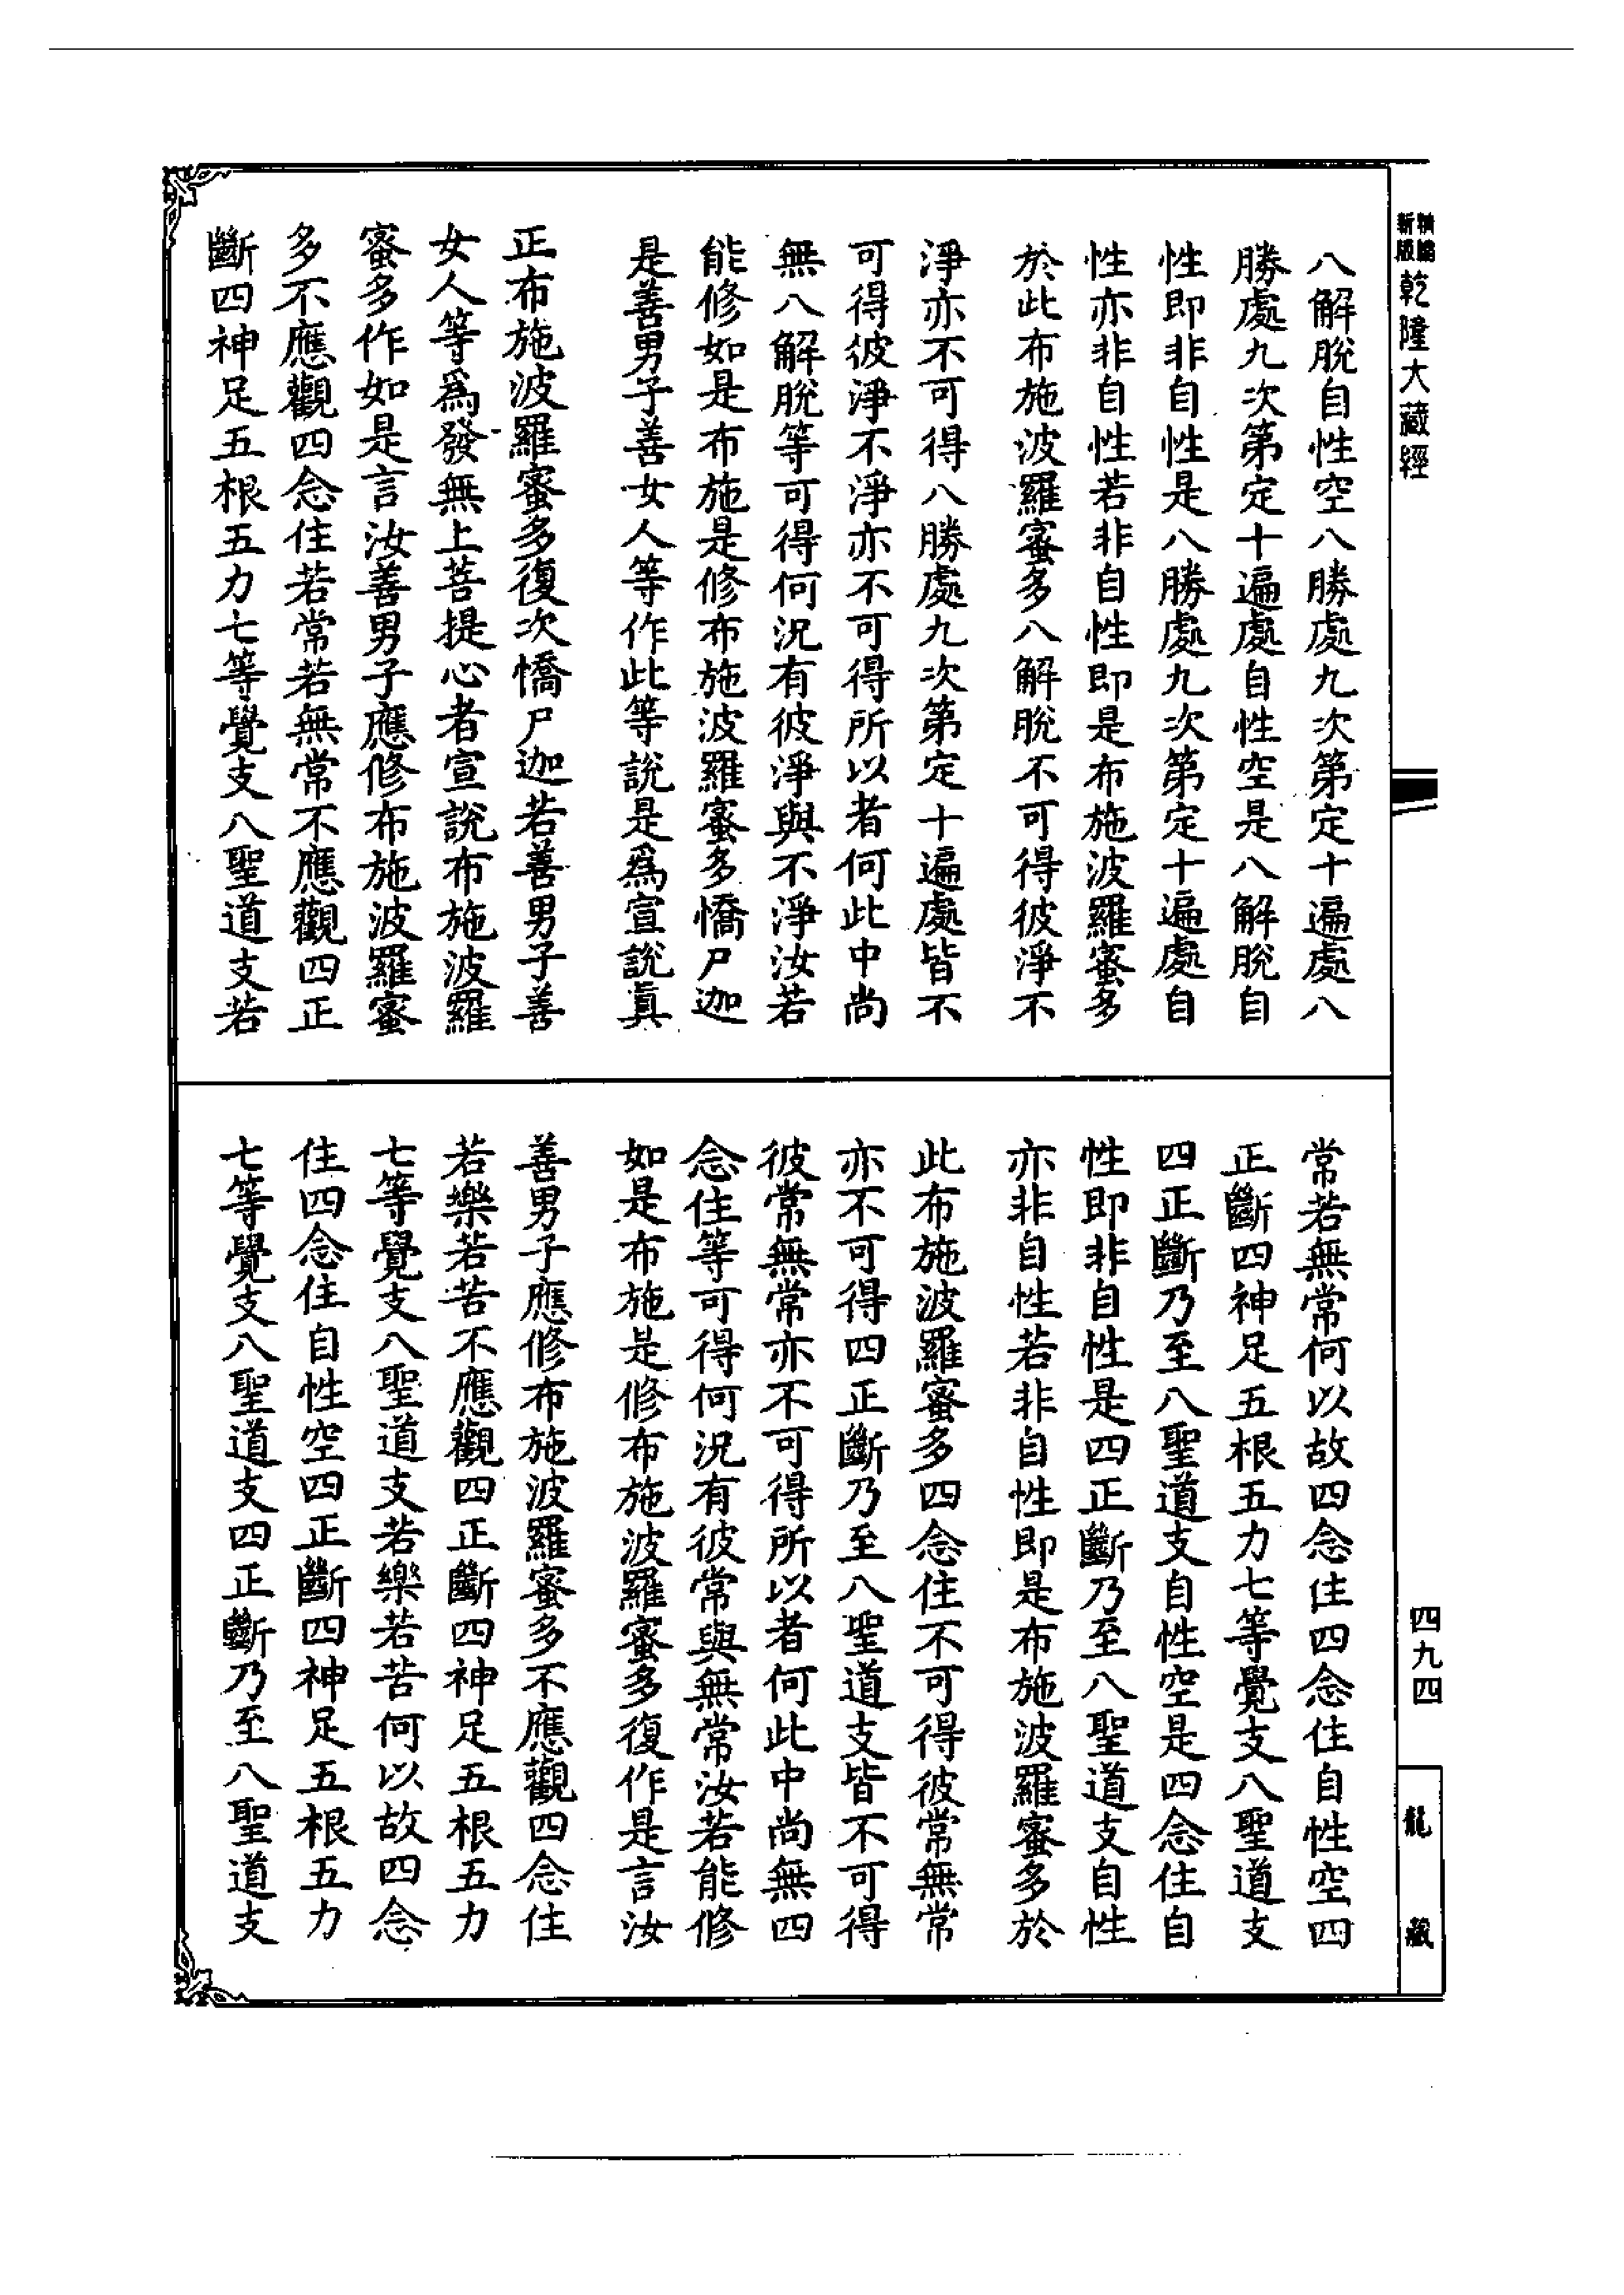 新版
精縮
乾隆大藏經
八解脫自性空八勝處九次第定十遍處八
勝處九次第定十遍處自性空是八解脫自
性即非自性是八勝處九次第定十遍處自
性亦非自性若非自性即是布施波羅蜜多
於此布施波羅蜜多八解脫不可得彼淨不
淨亦不可得八勝處九次第定十遍處皆不
可得彼淨不淨亦不可得所以者何此中尚
無八解脫等可得何況有彼淨與不淨汝若
能修如是布施是修布施波羅蜜多憍尸迦
是善男子善女人等作此等說是爲宣說眞
正布施波羅蜜多復次憍尸迦若善男子善
女人等爲發無上菩提心者宣說布施波羅
蜜多作如是言汝善男子應修布施波羅蜜
多不應觀四念住若常若無常不應觀四正
斷四神足五根五力七等覺支八聖道支若
常若無常何以故四念住四念住自性空四
正斷四神足五根五力七等覺支八聖道支
四正斷乃至八聖道支自性空是四念住自
性即非自性是四正斷乃至八聖道支自性
亦非自性若非自性即是布施波羅蜜多於
此布施波羅蜜多四念住不可得彼常無常
亦不可得四正斷乃至八聖道支皆不可得
彼常無常亦不可得所以者何此中尚無四
念住等可得何況有彼常與無常汝若能修
如是布施是修布施波羅蜜多復作是言汝
善男子應修布施波羅蜜多不應觀四念住
若樂若苦不應觀四正斷四神足五根五力
七等覺支八聖道支若樂若苦何以故四念
住四念住自性空四正斷四神足五根五力
七等覺支八聖道支四正斷乃至八聖道支
四九四
龍藏